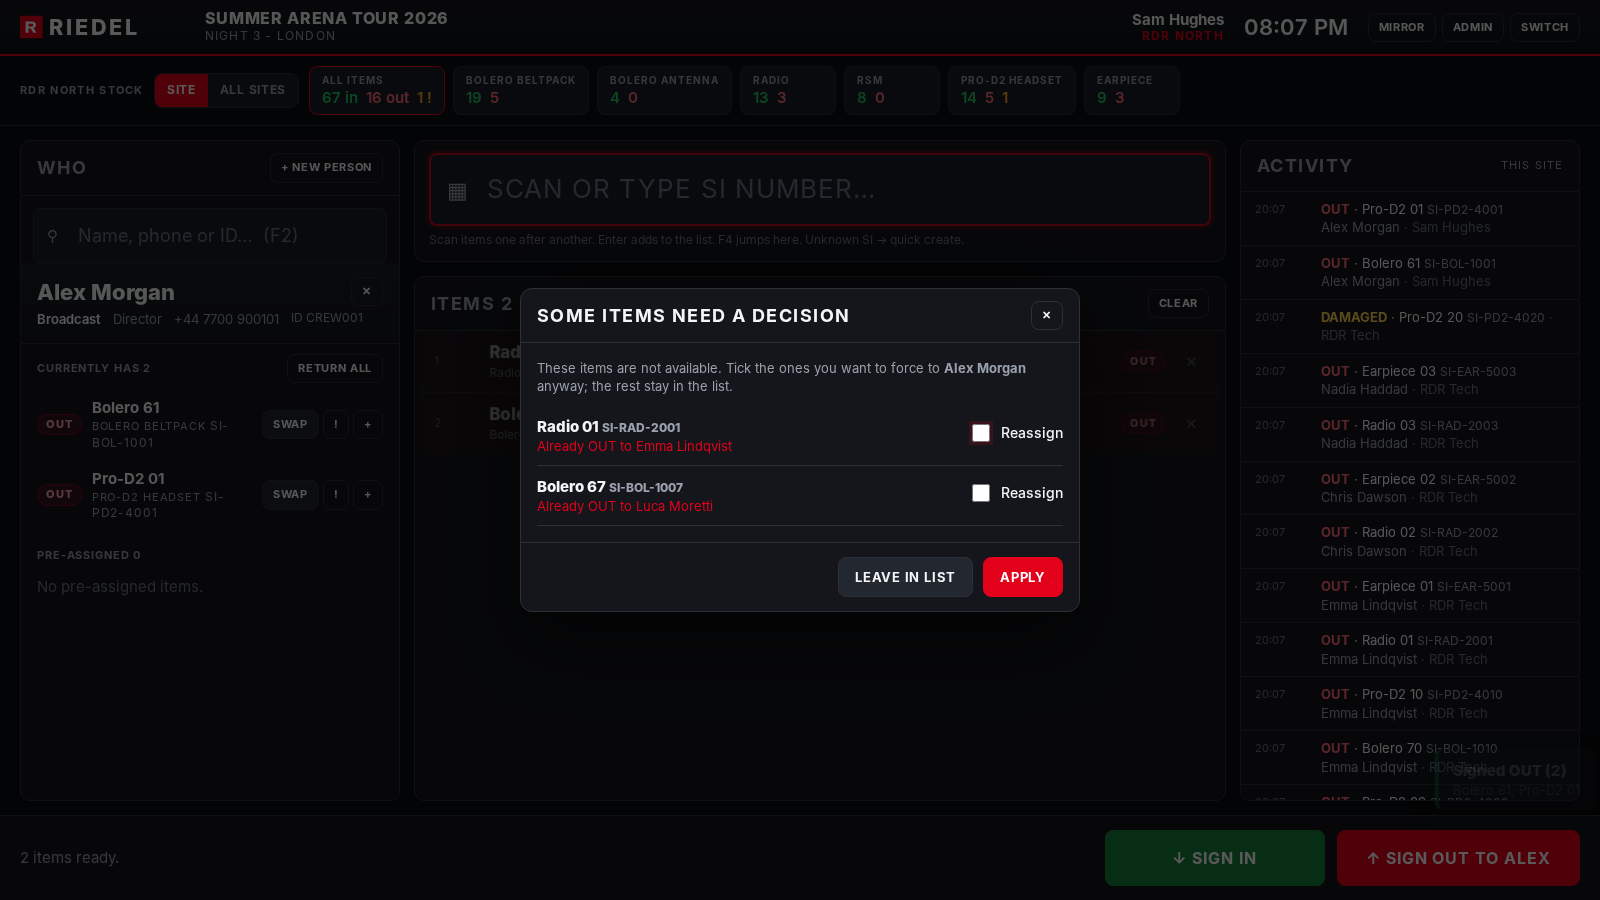 R RIEDEL
SUMMER ARENA TOUR 2026
NIGHT 3 - LONDON
Sam Hughes
RDR NORTH
08:07 PM
MIRROR
ADMIN
SWITCH
RDR NORTH STOCK
SITE
ALL SITES
ALL ITEMS
67 in 16 out 1 !
BOLERO BELTPACK
19 5
BOLERO ANTENNA
4 0
RADIO
13 3
RSM
8 0
PRO-D2 HEADSET
14 5 1
EARPIECE
9 3
WHO
+ NEW PERSON
Name, phone or ID... (F2)
Alex Morgan
×
Broadcast Director +44 7700 900101 ID CREW001
CURRENTLY HAS 2
RETURN ALL
OUT
Bolero 61
BOLERO BELTPACK SI-
BOL-1001
SWAP
!
+
OUT
Pro-D2 01
PRO-D2 HEADSET SI-
PD2-4001
SWAP
!
+
PRE-ASSIGNED 0
No pre-assigned items.
SCAN OR TYPE SI NUMBER...
Scan items one after another. Enter adds to the list. F4 jumps here. Unknown SI → quick create.
ITEMS 2
CLEAR
1
OUT ×
2
OUT ×
SOME ITEMS NEED A DECISION
×
These items are not available. Tick the ones you want to force to Alex Morgan
anyway; the rest stay in the list.
Radio 01 SI-RAD-2001
Already OUT to Emma Lindqvist
Reassign
Bolero 67 SI-BOL-1007
Already OUT to Luca Moretti
Reassign
LEAVE IN LIST
APPLY
ACTIVITY
THIS SITE
20:07 OUT · Pro-D2 01 SI-PD2-4001
Alex Morgan · Sam Hughes
20:07 OUT · Bolero 61 SI-BOL-1001
Alex Morgan · Sam Hughes
20:07 DAMAGED · Pro-D2 20 SI-PD2-4020 ·
RDR Tech
20:07 OUT · Earpiece 03 SI-EAR-5003
Nadia Haddad · RDR Tech
20:07 OUT · Radio 03 SI-RAD-2003
Nadia Haddad · RDR Tech
20:07 OUT · Earpiece 02 SI-EAR-5002
Chris Dawson · RDR Tech
20:07 OUT · Radio 02 SI-RAD-2002
Chris Dawson · RDR Tech
20:07 OUT · Earpiece 01 SI-EAR-5001
Emma Lindqvist · RDR Tech
20:07 OUT · Radio 01 SI-RAD-2001
Emma Lindqvist · RDR Tech
20:07 OUT · Pro-D2 10 SI-PD2-4010
Emma Lindqvist · RDR Tech
20:07 OUT · Bolero 70 SI-BOL-1010
Emma Lindqvist · RDR Tech
Signed OUT (2)
Bolero 61, Pro-D2 01
2 items ready.
↓ SIGN IN
↑ SIGN OUT TO ALEX